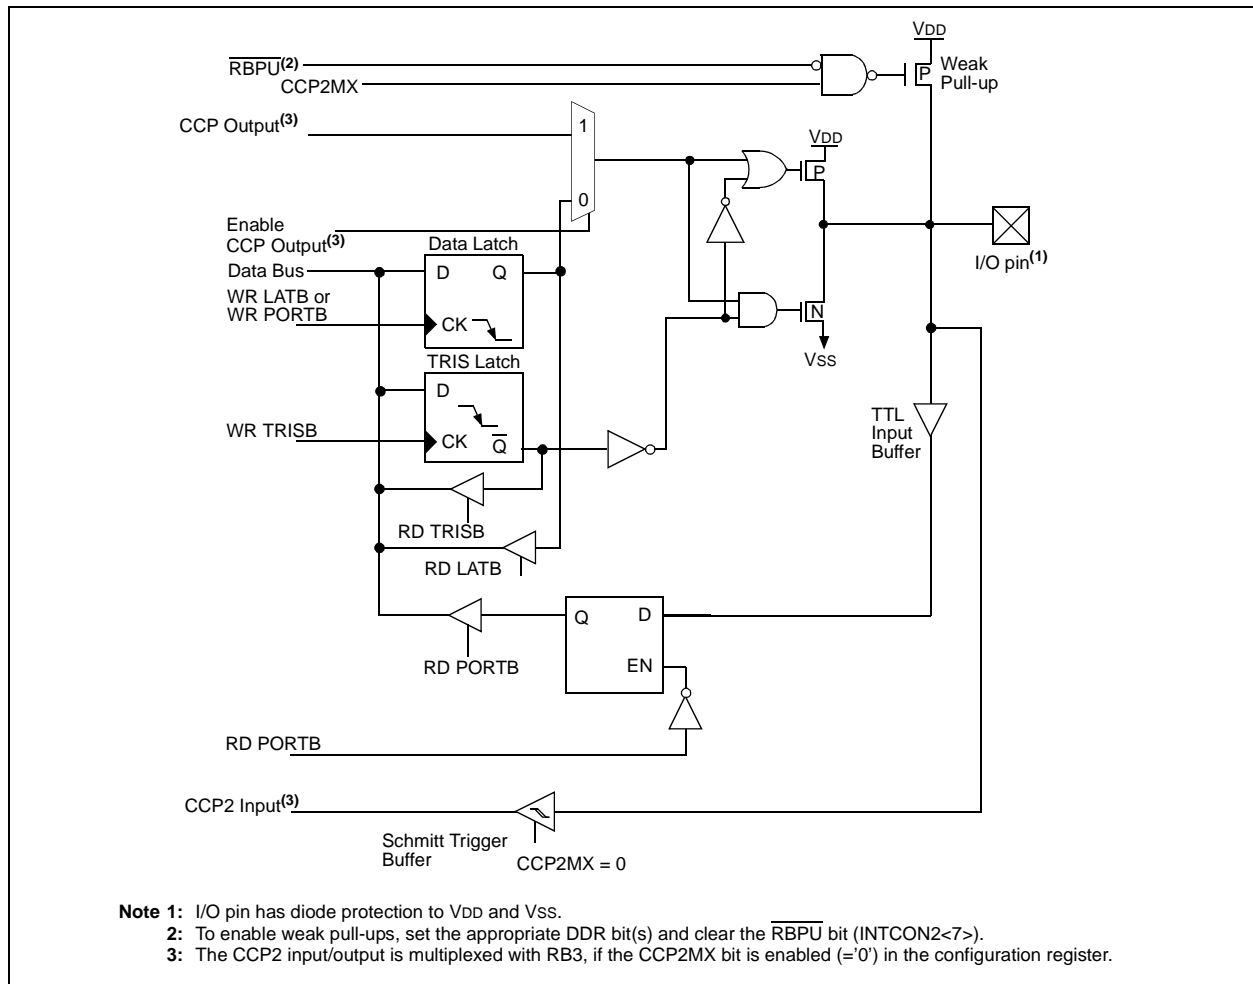 VDD
RBPU(2)
CCP2MX
P
Weak
Pull-up
CCP Output(3)
1
VDD
P
0
Enable
CCP Output(3)
I/O pin(1)
Data Latch
Data Bus
D Q
WR LATB or
WR PORTB
CK
N
VSS
TRIS Latch
D
WR TRISB
CK Q
TTL
Input
Buffer
RD TRISB
RD LATB
Q D
RD PORTB
EN
RD PORTB
CCP2 Input(3)
Schmitt Trigger
Buffer
CCP2MX = 0
Note 1: I/O pin has diode protection to VDD and VSS.
2: To enable weak pull-ups, set the appropriate DDR bit(s) and clear the RBPU bit (INTCON2<7>).
3: The CCP2 input/output is multiplexed with RB3, if the CCP2MX bit is enabled (='0') in the configuration register.